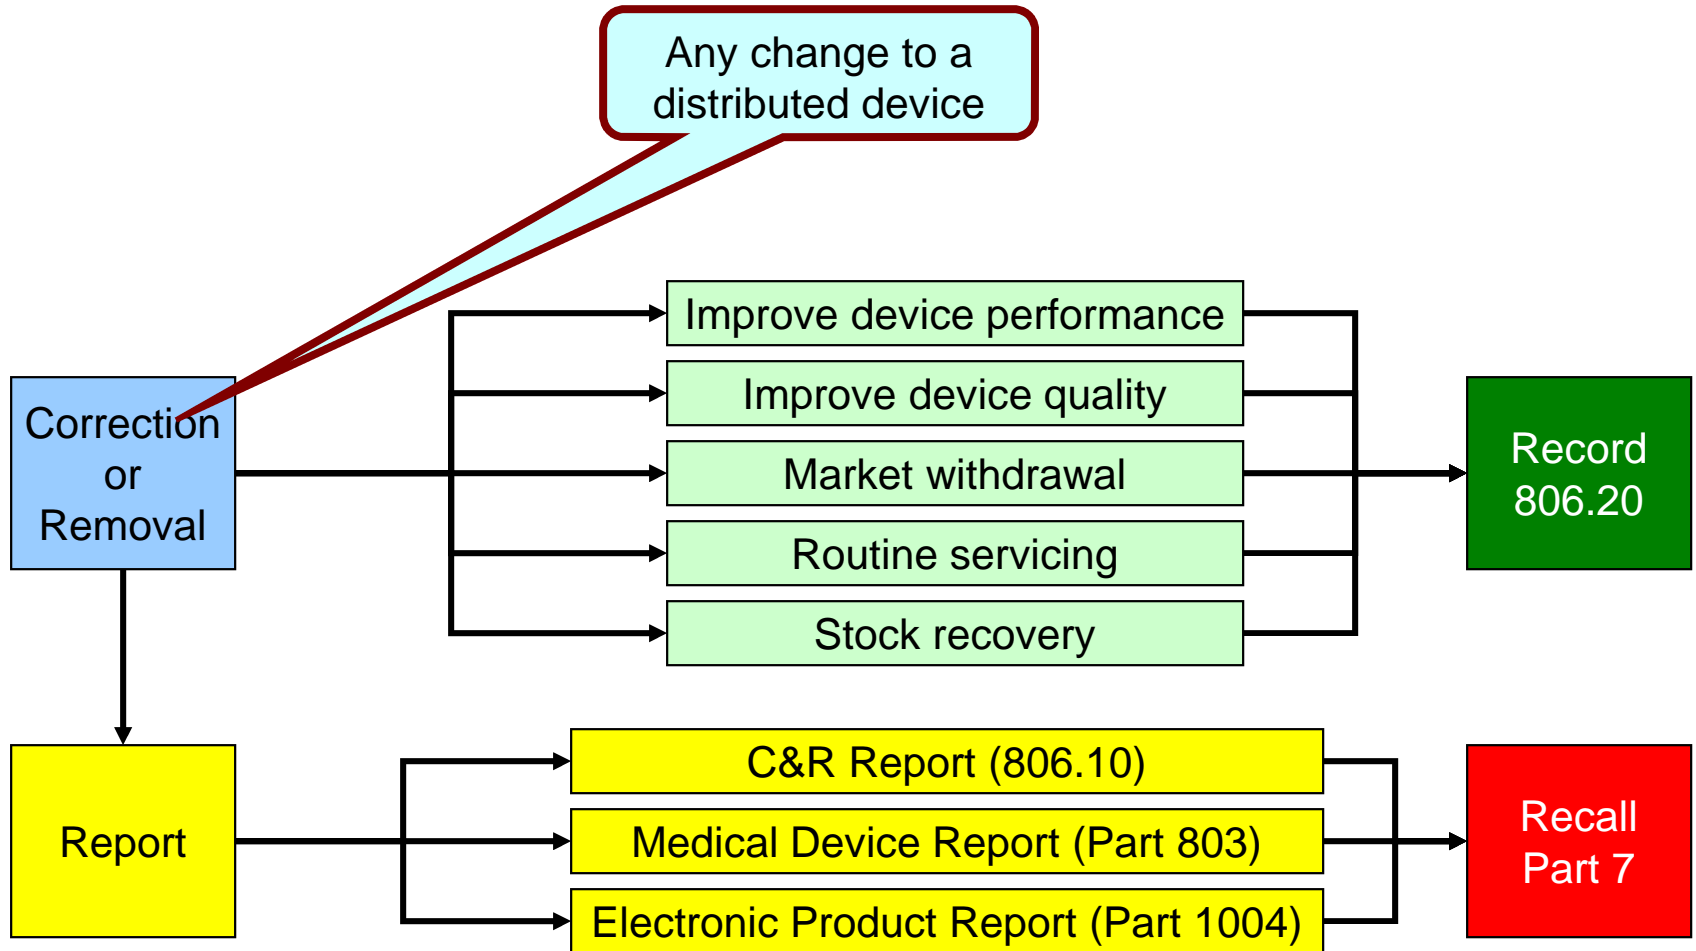 Any change to a
distributed device
Correction
or
Removal
Improve device performance
Improve device quality
Market withdrawal
Routine servicing
Stock recovery
Record
806.20
Report
C&R Report (806.10)
Medical Device Report (Part 803)
Electronic Product Report (Part 1004)
Recall
Part 7